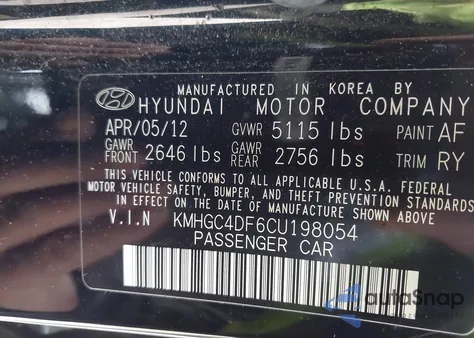 MANUFACTURED IN KOREA BY
HYUNDAI MOTOR COMPANY
APR/05/12 GVWR 5115 lbs PAINT AF
GAWR FRONT 2646 lbs GAWR REAR 2756 lbs TRIM RY
THIS VEHICLE CONFORMS TO ALL APPLICABLE U.S.A. FEDERAL
MOTOR VEHICLE SAFETY, BUMPER, AND THEFT PREVENTION STANDARDS
IN EFFECT ON THE DATE OF MANUFACTURE SHOWN ABOVE.
V.I.N KMHGC4DF6CU198054
PASSENGER CAR
autoSnap